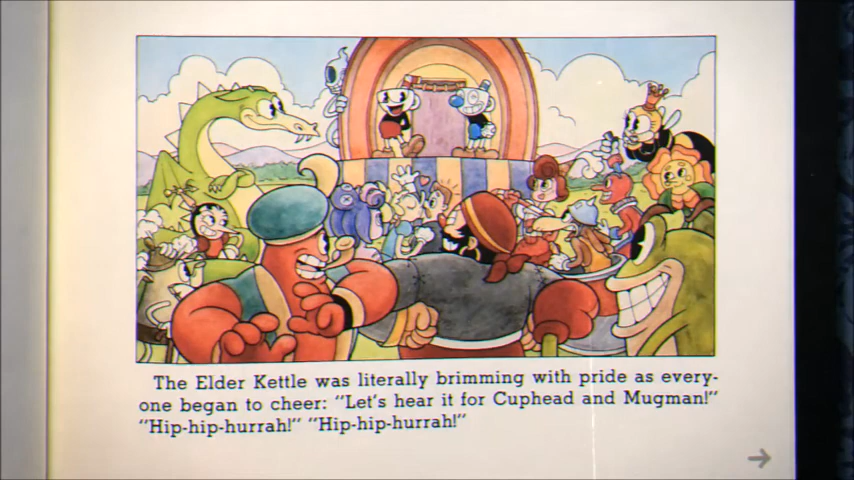 The Elder Kettle was literally brimming with pride as every-
one began to cheer: "Let's hear it for Cuphead and Mugman!"
"Hip-hip-hurrah!" "Hip-hip-hurrah!"